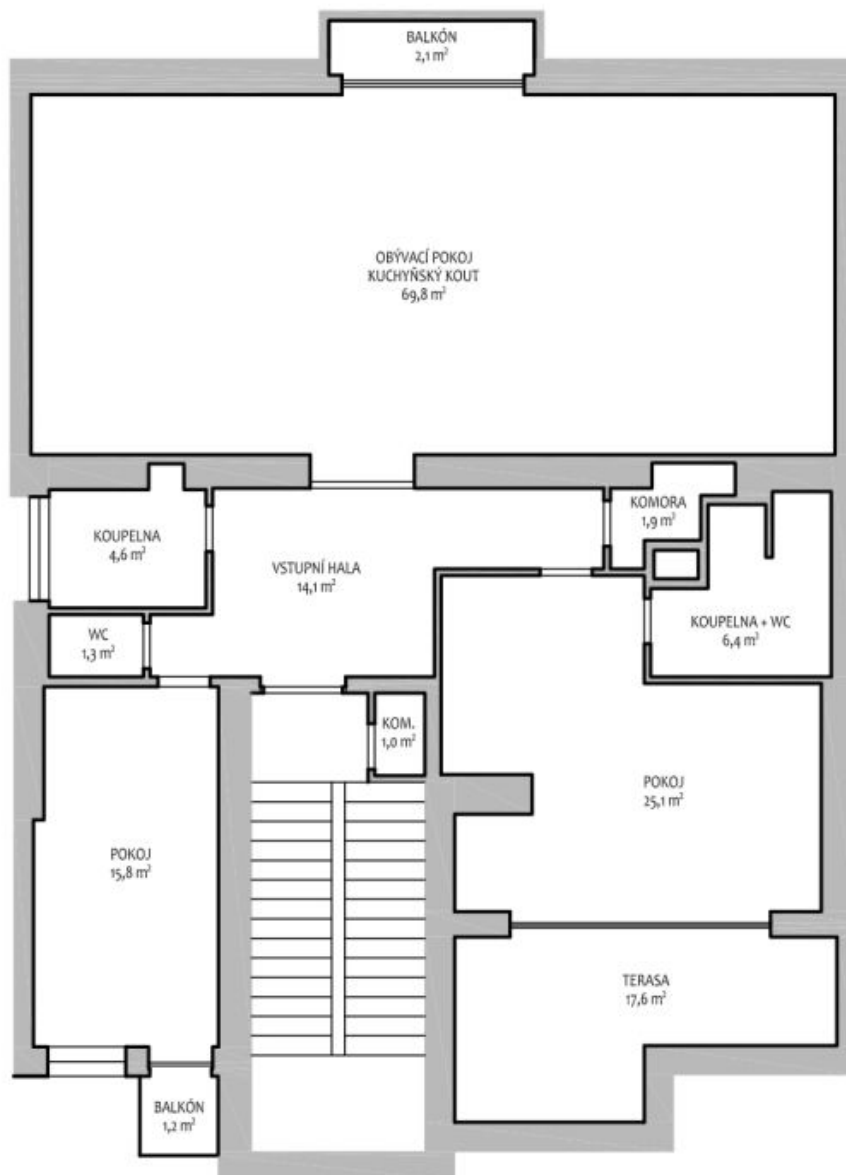 BALKÓN
2,1 m²
OBÝVACÍ POKOJ
KUCHYŇSKÝ KOUT
69,8 m²
KOUPELNA
4,6 m²
KOMORA
1,9 m²
VSTUPNÍ HALA
14,1 m²
WC
1,3 m²
KOUPELNA + WC
6,4 m²
KOM.
1,0 m²
POKOJ
25,1 m²
POKOJ
15,8 m²
TERASA
17,6 m²
BALKÓN
1,2 m²